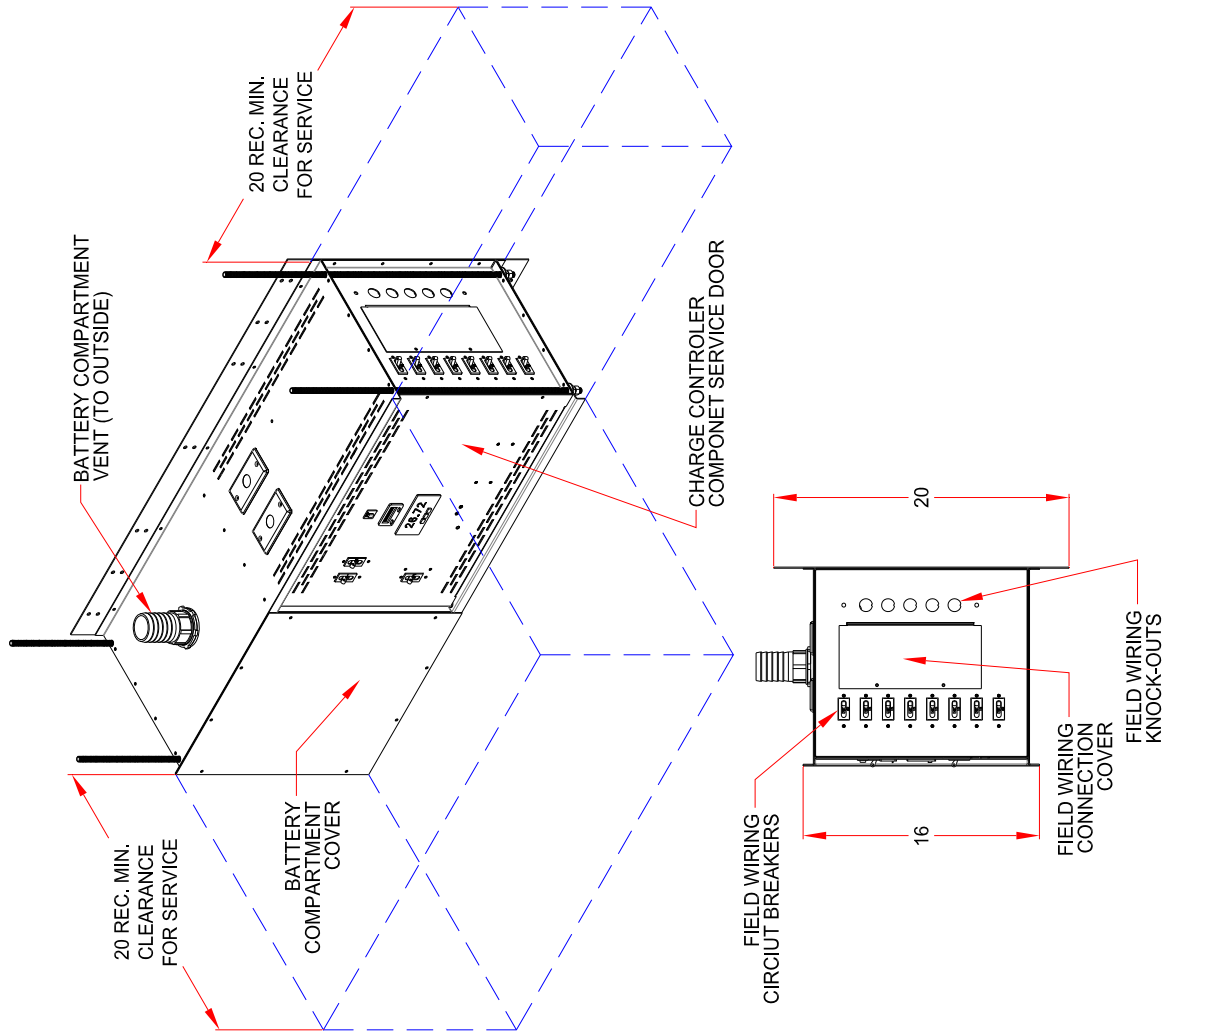 20 REC. MIN.
CLEARANCE
FOR SERVICE
BATTERY COMPARTMENT
VENT (TO OUTSIDE)
28.72
CHARGE CONTROLER
COMPONET SERVICE DOOR
BATTERY
COMPARTMENT
COVER
20 REC. MIN.
CLEARANCE
FOR SERVICE
20
16
FIELD WIRING
CIRCIUT BREAKERS
FIELD WIRING
CONNECTION
COVER
FIELD WIRING
KNOCK-OUTS